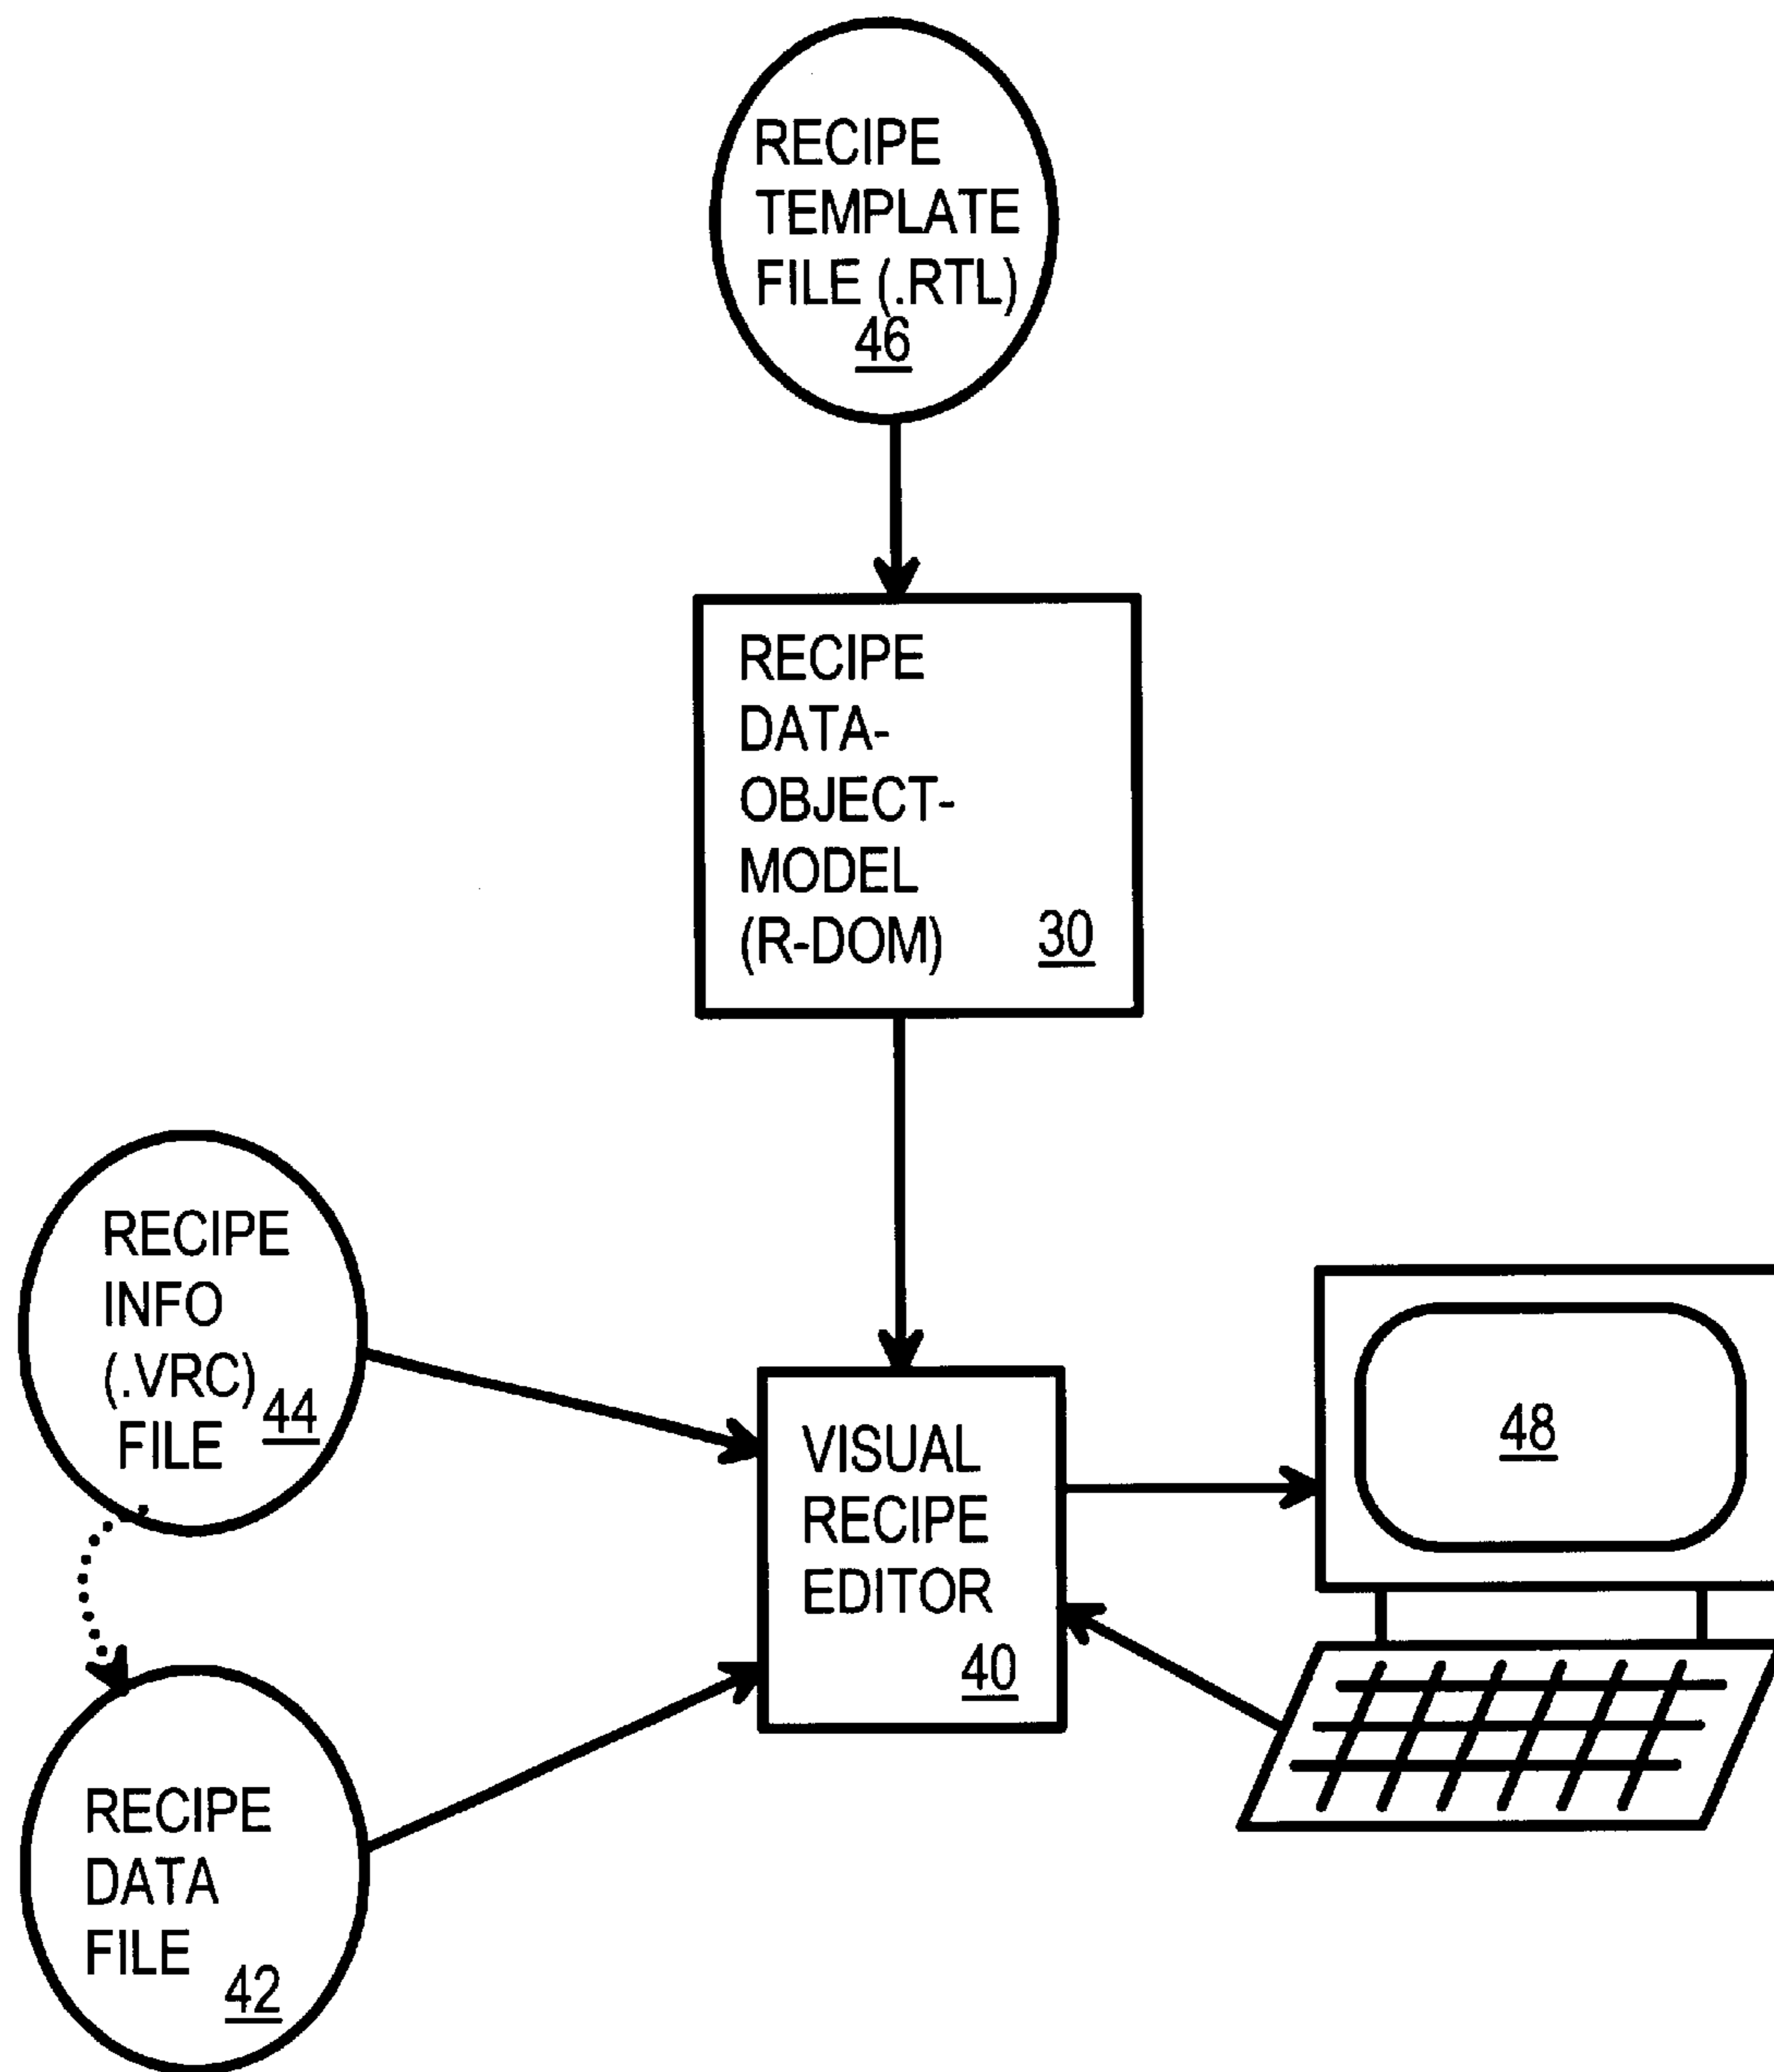 RECIPE
TEMPLATE
FILE (.RTL)
46
RECIPE
DATA-
OBJECT-
MODEL
(R-DOM) 30
RECIPE
INFO
(.VRC)
FILE 44
VISUAL
RECIPE
EDITOR
40
48
RECIPE
DATA
FILE
42